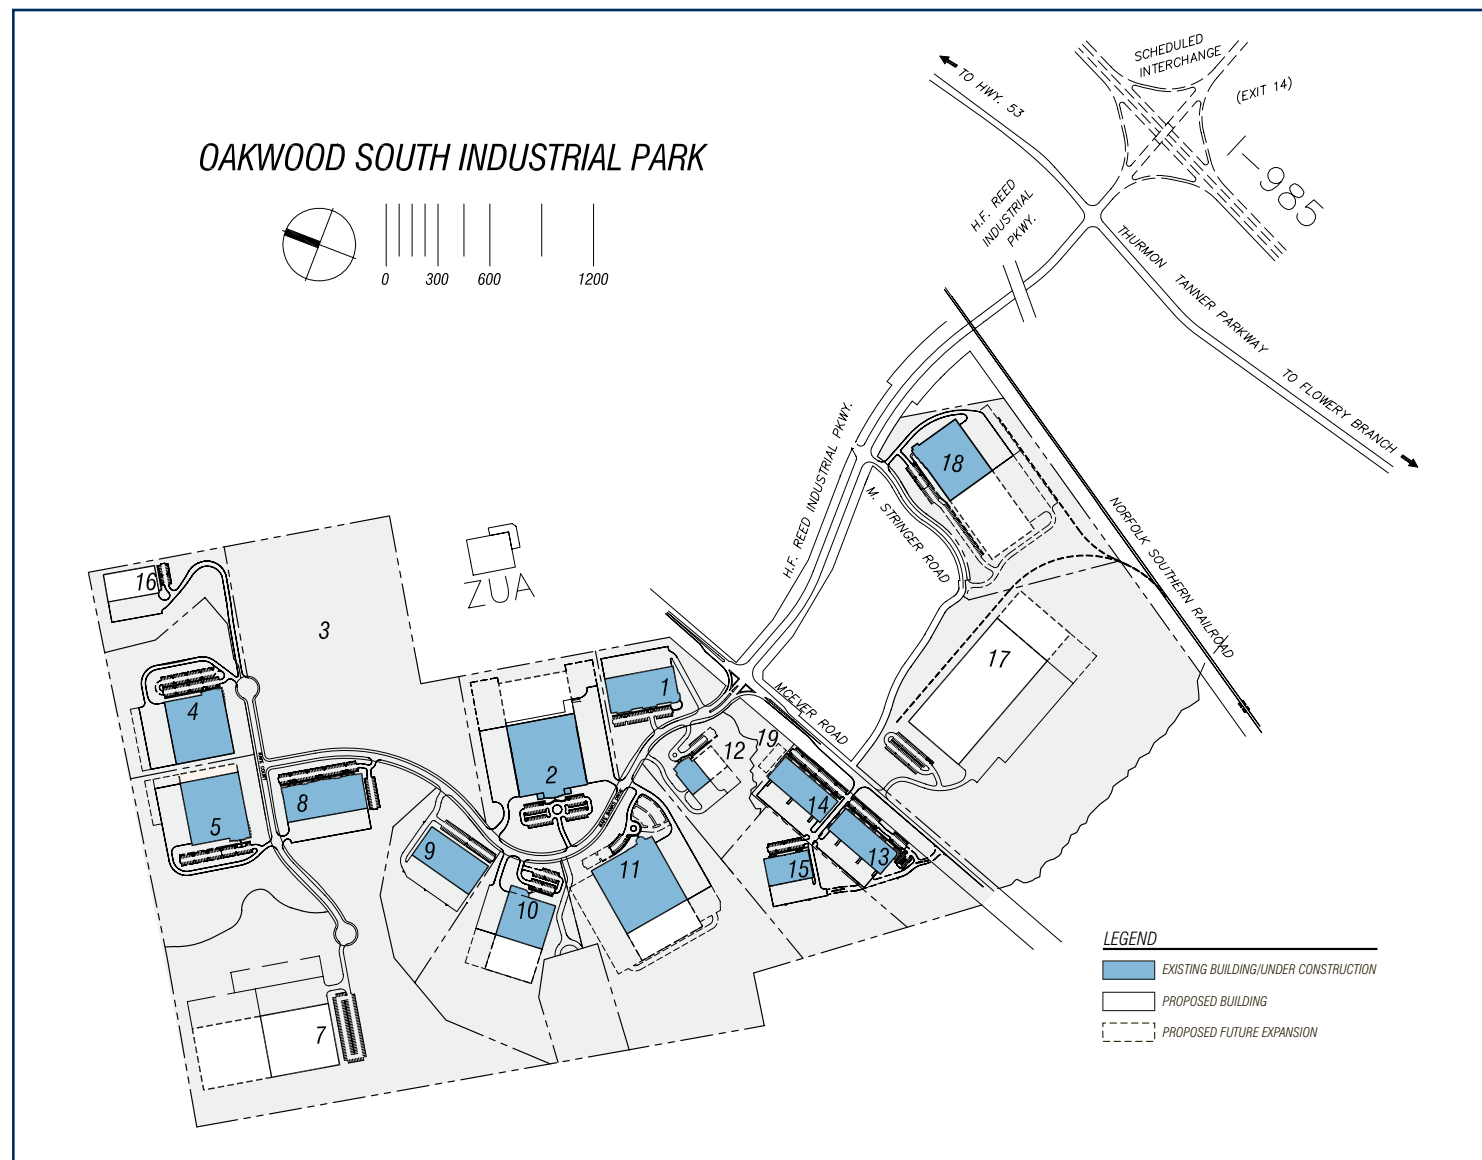 SCHEDULED
INTERCHANGE
(EXIT 14)
TO HWY. 53
I-985
OAKWOOD SOUTH INDUSTRIAL PARK
H.F. REED
INDUSTRIAL
PKWY.
0 300 600 1200
THURMON TANNER PARKWAY
TO FLOWERY BRANCH
H.F. REED INDUSTRIAL PKWY.
M. STRINGER ROAD
NORFOLK SOUTHERN RAILROAD
18
ZUA
16
3
17
1
MCEVER ROAD
4
12
19
2
8
5
14
9
11
13
15
10
7
LEGEND
EXISTING BUILDING/UNDER CONSTRUCTION
PROPOSED BUILDING
PROPOSED FUTURE EXPANSION